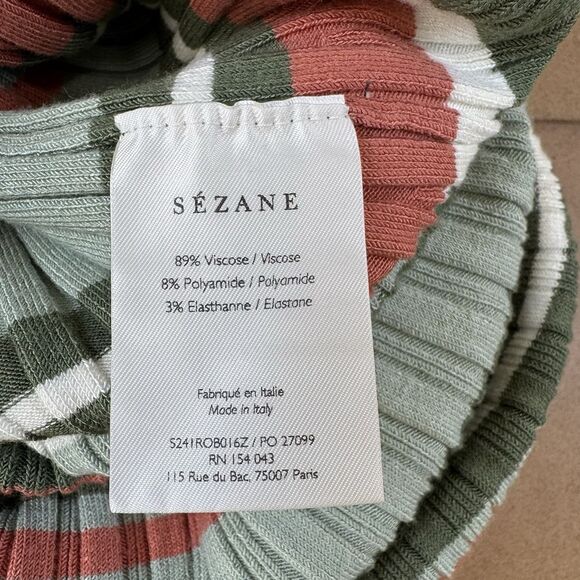 SÉZANE
89% Viscose / Viscose
8% Polyamide / Polyamide
3% Elasthanne / Elastane
Fabriqué en Italie
Made in Italy
S241ROB016Z / PO 27099
RN 154 043
115 Rue du Bac, 75007 Paris